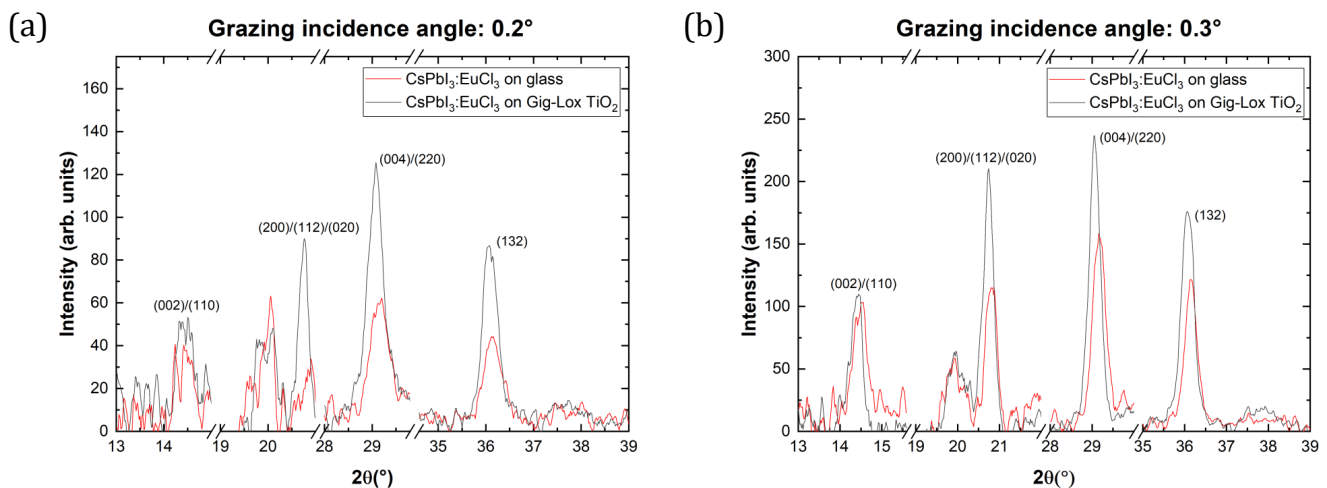 (a)
Grazing incidence angle: 0.2°
CsPbI₃:EuCl₃ on glass
CsPbI₃:EuCl₃ on Gig-Lox TiO₂
Intensity (arb. units)
0
20
40
60
80
100
120
140
160
(002)/(110)
(200)/(112)/(020)
(004)/(220)
(132)
13 14 19 20 28 29 35 36 37 38 39
2θ(°)
(b)
Grazing incidence angle: 0.3°
CsPbI₃:EuCl₃ on glass
CsPbI₃:EuCl₃ on Gig-Lox TiO₂
Intensity (arb. units)
0
50
100
150
200
250
300
(002)/(110)
(200)/(112)/(020)
(004)/(220)
(132)
13 14 15 19 20 21 28 29 35 36 37 38 39
2θ(°)